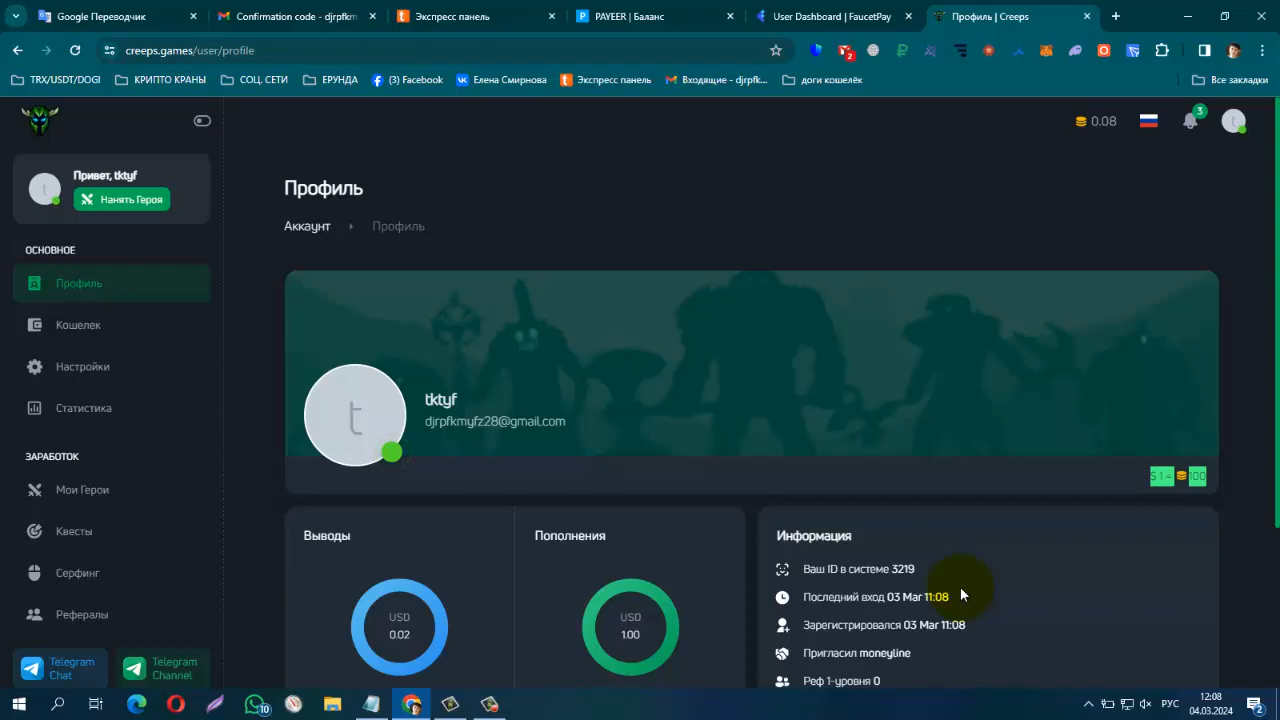 Google Переводчик
Confirmation code - djrpfkm
Экспресс панель
PAYEER | Баланс
User Dashboard | FaucetPay
Профиль | Creeps
creeps.games/user/profile
2
TRX/USDT/DOGI
КРИПТО КРАНЫ
СОЦ. СЕТИ
ЕРУНДА
(3) Facebook
Елена Смирнова
Экспресс панель
Входящие - djrpfk...
доги кошелёк
Все закладки
0.08
3
t
t
Привет, tktyf
Нанять Героя
Профиль
Аккаунт
Профиль
ОСНОВНОЕ
Профиль
Кошелек
Настройки
Статистика
t
tktyf
djrpfkmyfz28@gmail.com
$ 1 = 100
ЗАРАБОТОК
Мои Герои
Квесты
Серфинг
Рефералы
Telegram Chat
Telegram Channel
Выводы
USD
0.02
Пополнения
USD
1.00
Информация
Ваш ID в системе 3219
Последний вход 03 Mar 11:08
Зарегистрировался 03 Mar 11:08
Пригласил moneyline
Реф 1-уровня 0
10
РУС
12:08
04.03.2024
2